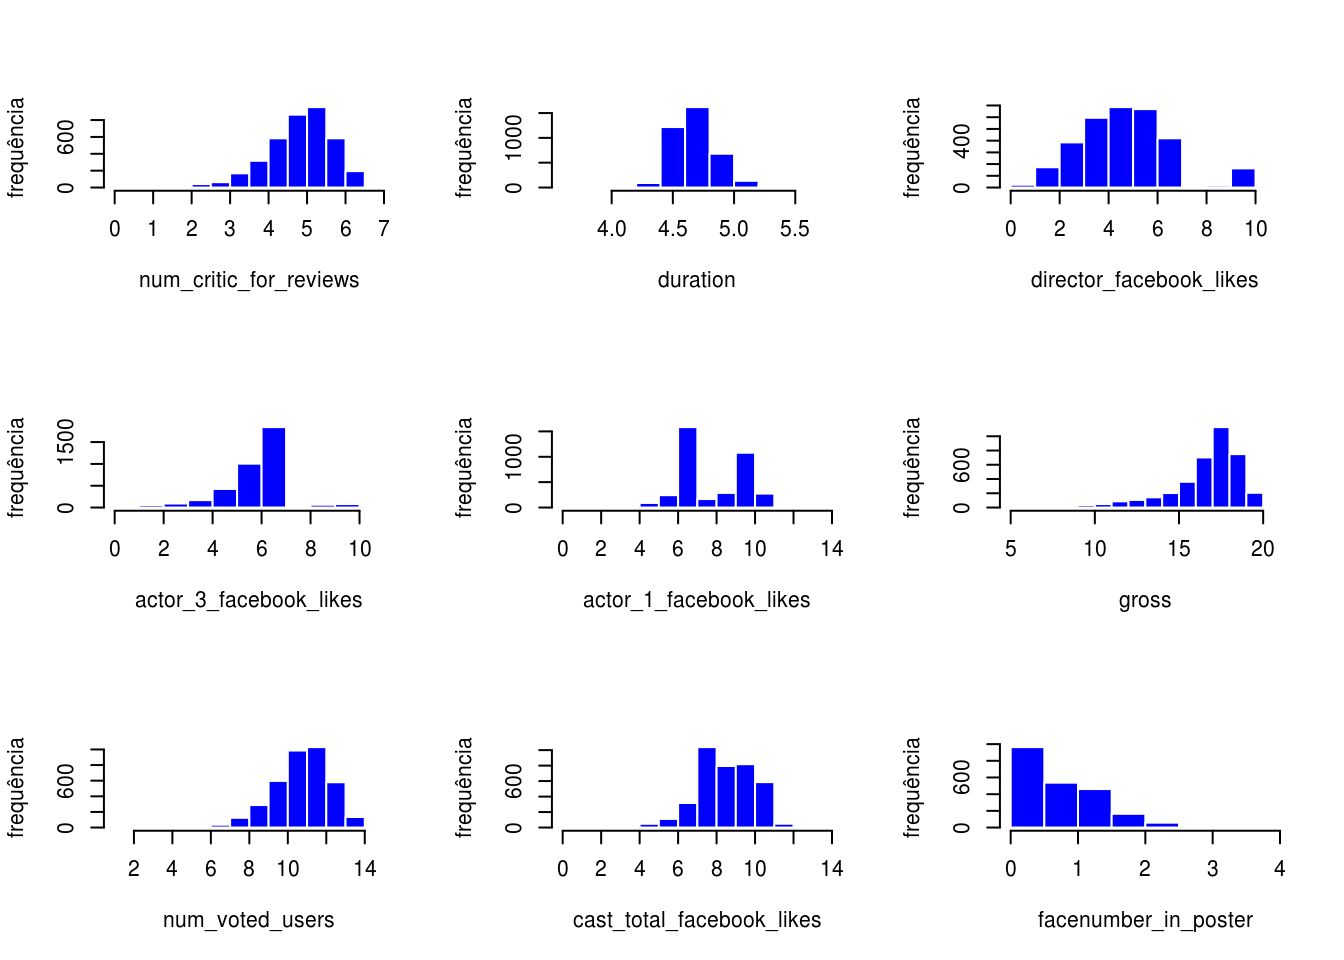 frequência
600
0
0 1 2 3 4 5 6 7
num_critic_for_reviews
frequência
1000
0
4.0 4.5 5.0 5.5
duration
frequência
400
0
0 2 4 6 8 10
director_facebook_likes
frequência
1500
0
0 2 4 6 8 10
actor_3_facebook_likes
frequência
1000
0
0 2 4 6 8 10 14
actor_1_facebook_likes
frequência
600
0
5 10 15 20
gross
frequência
600
0
2 4 6 8 10 14
num_voted_users
frequência
600
0
0 2 4 6 8 10 14
cast_total_facebook_likes
frequência
600
0
0 1 2 3 4
facenumber_in_poster